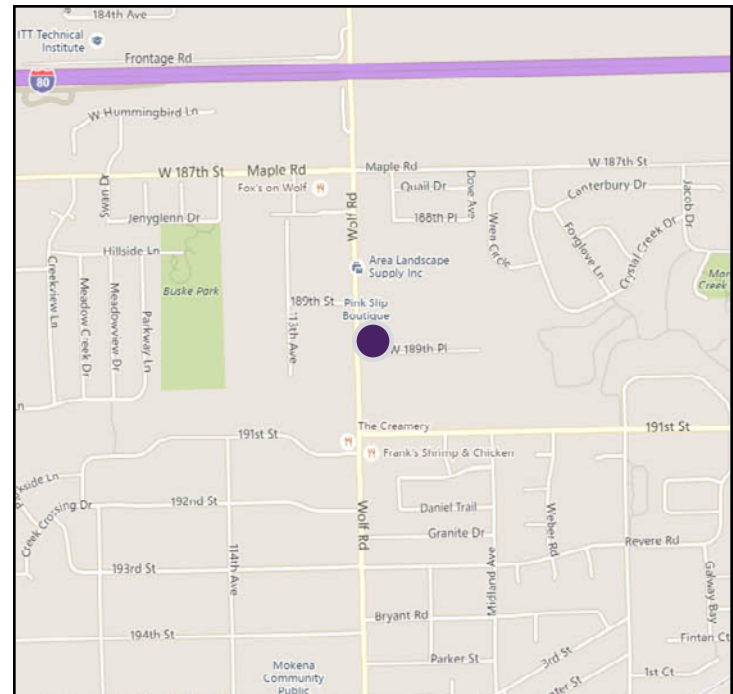 184th Ave
ITT Technical
Institute
Frontage Rd
80
W Hummingbird Ln
W 187th St
Maple Rd
Maple Rd
W 187th St
Fox's on Wolf
Quail Dr
Dove Ave
Canterbury Dr
Jacob Dr
Swan Dr
Wolf Rd
Jenyglenn Dr
188th Pl
Wren Circle
Foxglove Ln
Crystal Creek Dr
Hillside Ln
Area Landscape
Supply Inc
Creekview Ln
Meadow Creek Dr
Meadowview Dr
Parkway Ln
Buske Park
189th St
113th Ave
Pink Slip
Boutique
Creek
W 189th Pl
The Creamery
191st St
191st St
Frank's Shrimp & Chicken
192nd St
Creek Crossing Dr
Wolf Rd
Daniel Trail
Weber Rd
Granite Dr
Revere Rd
114th Ave
193rd St
Midland Ave
Galway Bay
Bryant Rd
194th St
Fintan Ct
Parker St
3rd St
1st Ct
Mokena
Community
Public